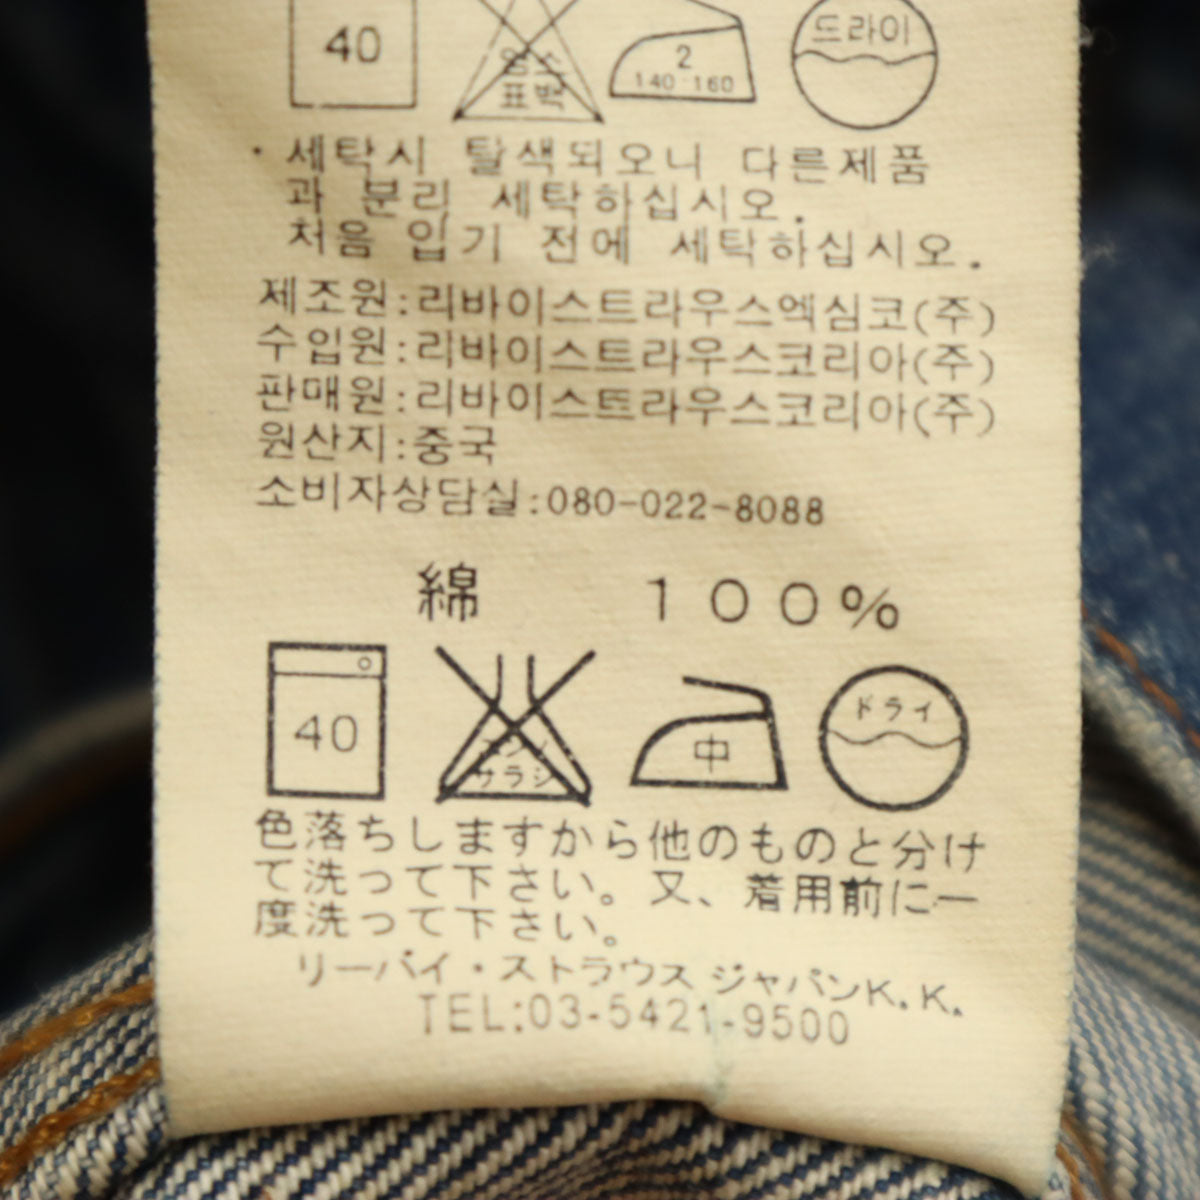 40
염소
표백
2
140-160
드라이
· 세탁시 탈색되오니 다른제품
과 분리 세탁하십시오.
처음 입기 전에 세탁하십시오.
제조원:리바이스트라우스엑심코(주)
수입원:리바이스트라우스코리아(주)
판매원:리바이스트라우스코리아(주)
원산지:중국
소비자상담실:080-022-8088
綿 100%
40
エンソ
サラシ
中
ドライ
色落ちしますから他のものと分け
て洗って下さい。又、着用前に一
度洗って下さい。
リーバイ・ストラウス ジャパンK.K.
TEL:03-5421-9500